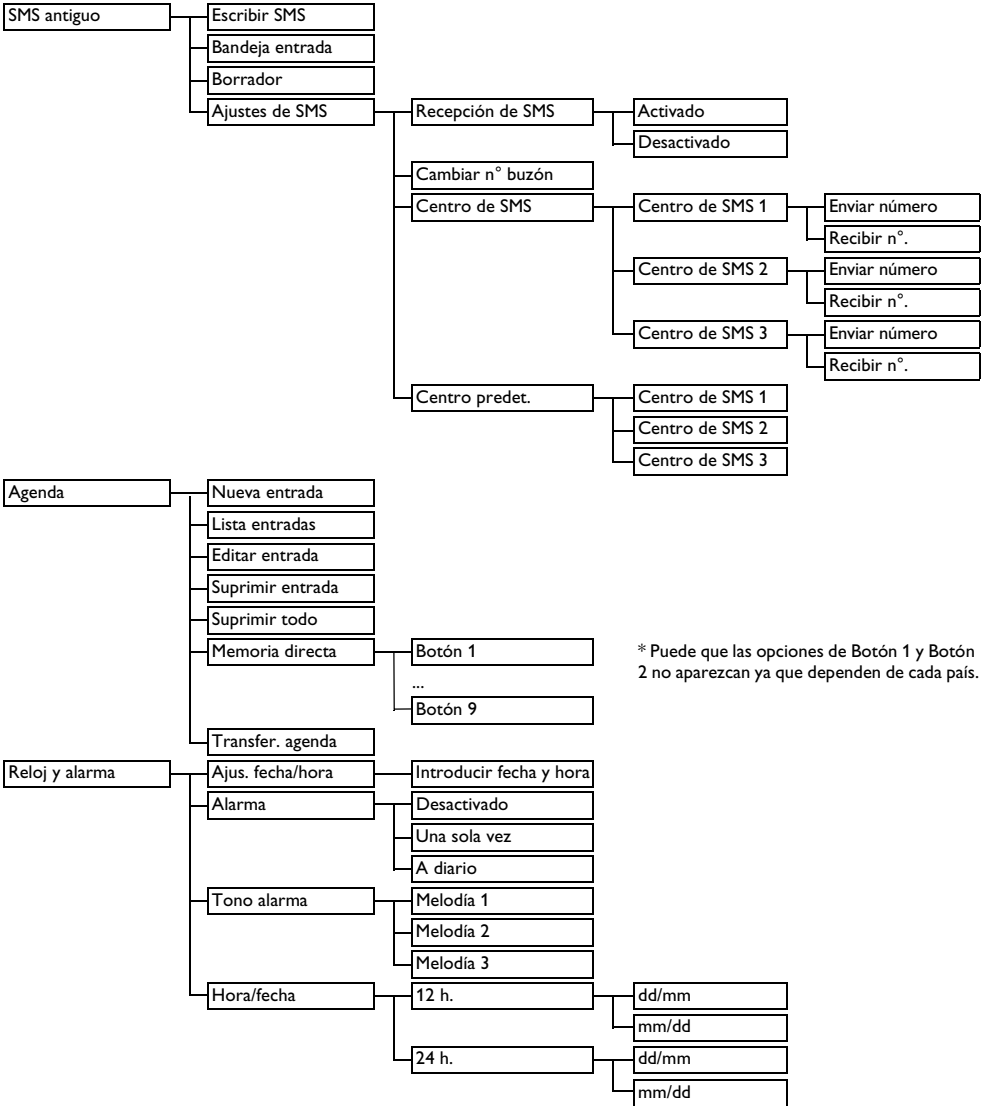 SMS antiguo
Escribir SMS
Bandeja entrada
Borrador
Ajustes de SMS
Recepción de SMS
Activado
Desactivado
Cambiar n° buzón
Centro de SMS
Centro de SMS 1
Enviar número
Recibir n°.
Centro de SMS 2
Enviar número
Recibir n°.
Centro de SMS 3
Enviar número
Recibir n°.
Centro predet.
Centro de SMS 1
Centro de SMS 2
Centro de SMS 3
Agenda
Nueva entrada
Lista entradas
Editar entrada
Suprimir entrada
Suprimir todo
Memoria directa
Botón 1
...
Botón 9
* Puede que las opciones de Botón 1 y Botón
2 no aparezcan ya que dependen de cada país.
Transfer. agenda
Reloj y alarma
Ajus. fecha/hora
Introducir fecha y hora
Alarma
Desactivado
Una sola vez
A diario
Tono alarma
Melodía 1
Melodía 2
Melodía 3
Hora/fecha
12 h.
dd/mm
mm/dd
24 h.
dd/mm
mm/dd